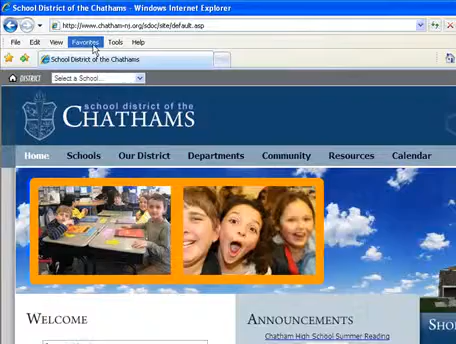 School District of the Chathams - Windows Internet Explorer
http://www.chatham-nj.org/sdoc/site/default.asp
File Edit View Favorites Tools Help
School District of the Chathams
DISTRICT Select a School...
school district of the
CHATHAMS
Home Schools Our District Departments Community Resources Calendar
WELCOME
ANNOUNCEMENTS
Chatham High School Summer Reading
SHO